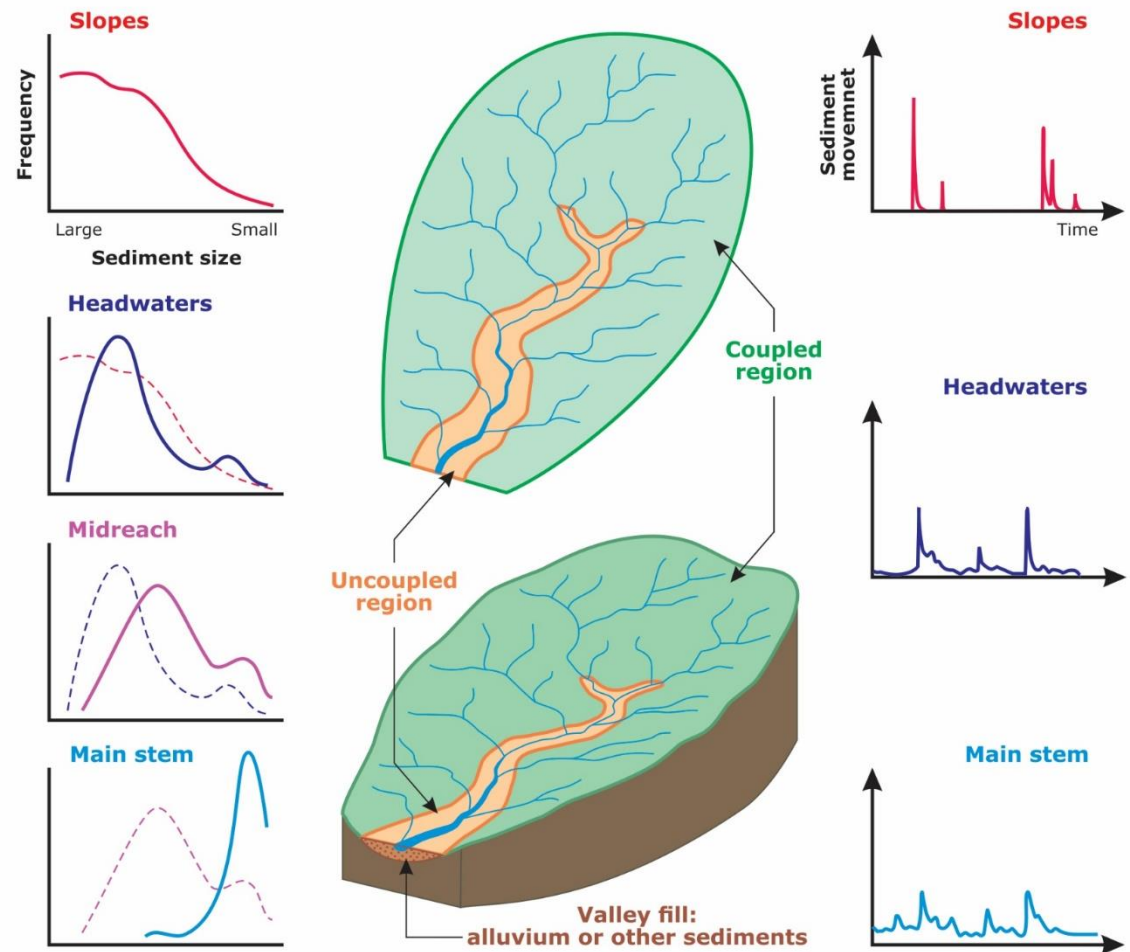 Slopes
Frequency
Large
Small
Sediment size
Headwaters
Midreach
Main stem
Coupled
region
Uncoupled
region
Valley fill:
alluvium or other sediments
Slopes
Sediment
movemnet
Time
Headwaters
Main stem